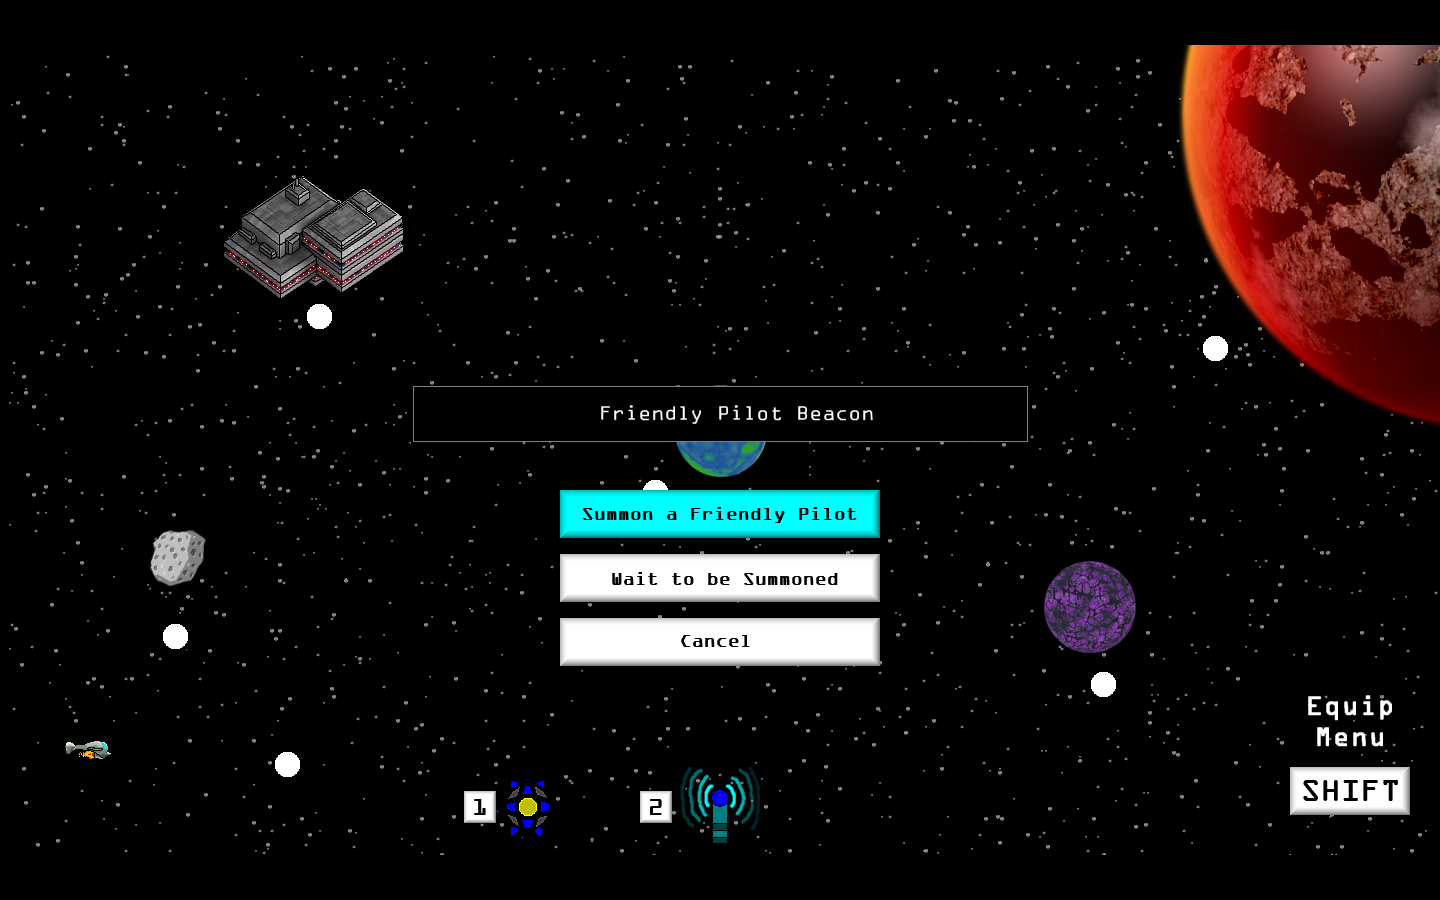 Friendly Pilot Beacon
Summon a Friendly Pilot
Wait to be Summoned
Cancel
Equip
Menu
SHIFT
1
2